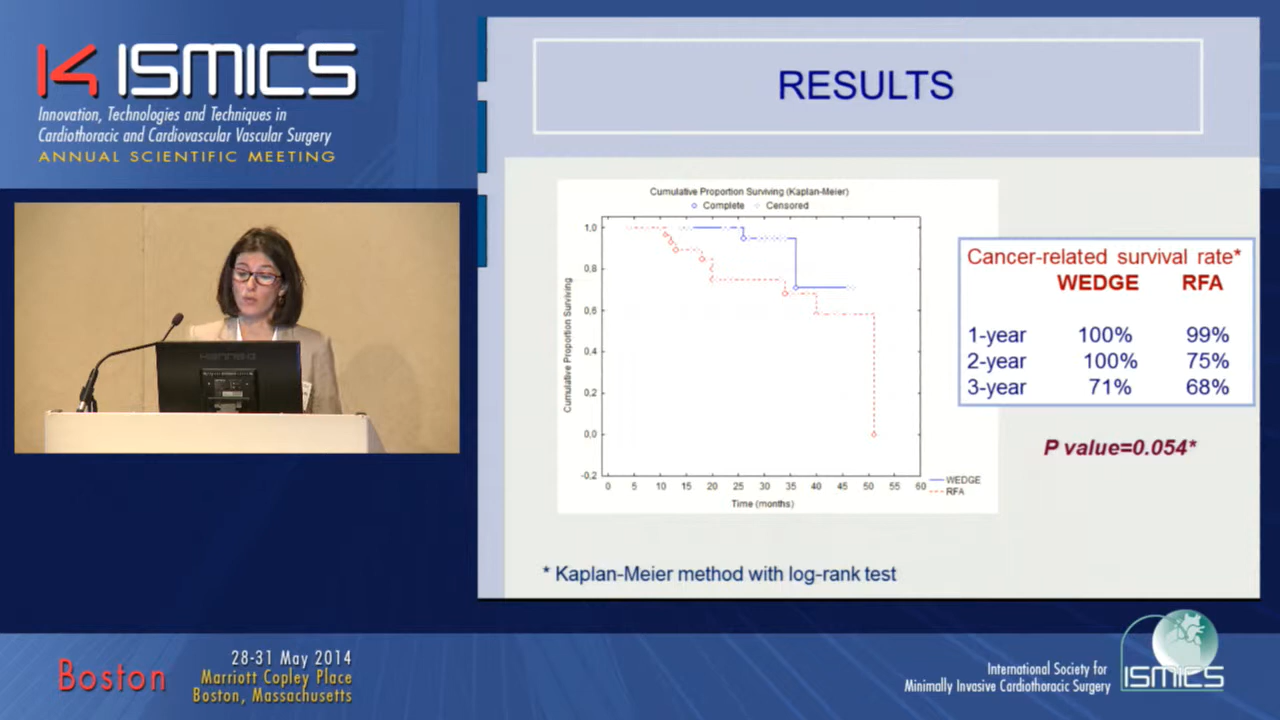 14 ISMICS
Innovation, Technologies and Techniques in
Cardiothoracic and Cardiovascular Vascular Surgery
ANNUAL SCIENTIFIC MEETING
RESULTS
Cumulative Proportion Surviving (Kaplan-Meier)
Complete Censored
Cumulative Proportion Surviving
1,0
0,8
0,6
0,4
0,2
0,0
-0,2
0 5 10 15 20 25 30 35 40 45 50 55 60
Time (months)
WEDGE
RFA
Cancer-related survival rate*
WEDGE RFA
1-year 100% 99%
2-year 100% 75%
3-year 71% 68%
P value=0.054*
* Kaplan-Meier method with log-rank test
Boston
28-31 May 2014
Marriott Copley Place
Boston, Massachusetts
International Society for
Minimally Invasive Cardiothoracic Surgery
ISMICS